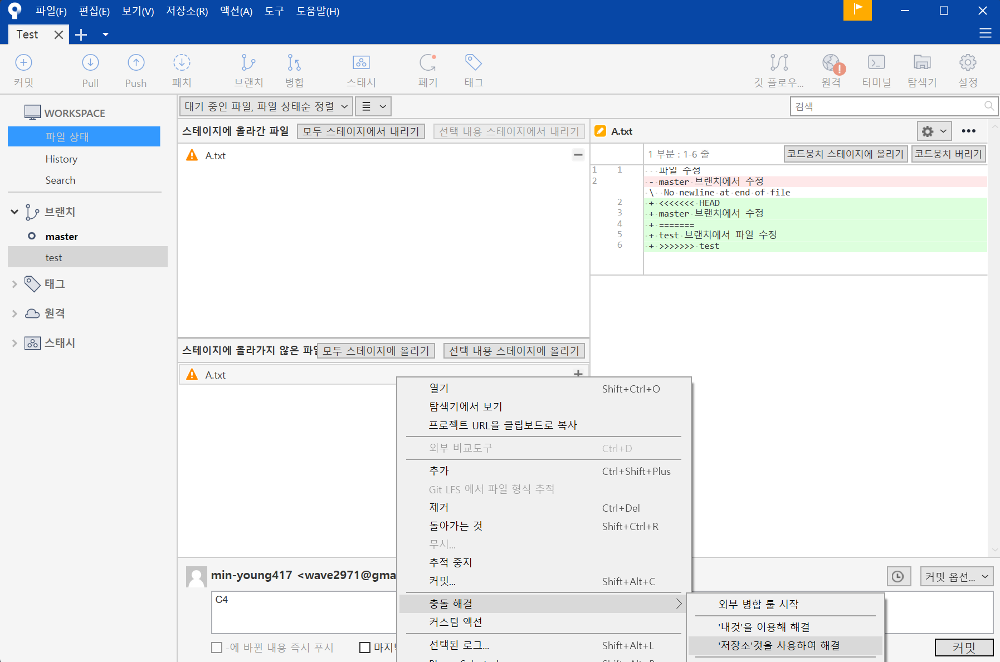 파일(F) 편집(E) 보기(V) 저장소(R) 액션(A) 도구 도움말(H)
Test
커밋 Pull Push 패치 브랜치 병합 스태시 폐기 태그 깃 플로우... 원격 터미널 탐색기 설정
WORKSPACE
파일 상태
History
Search
브랜치
master
test
태그
원격
스태시
대기 중인 파일, 파일 상태순 정렬
검색
스테이지에 올라간 파일 모두 스테이지에서 내리기 선택 내용 스테이지에서 내리기
A.txt
스테이지에 올라가지 않은 파일 모두 스테이지에 올리기 선택 내용 스테이지에 올리기
A.txt
A.txt
1 부분 : 1-6 줄 코드뭉치 스테이지에 올리기 코드뭉치 버리기
1 1 파일 수정
2 - master 브랜치에서 수정
\ No newline at end of file
2 + <<<<<<< HEAD
3 + master 브랜치에서 수정
4 + =======
5 + test 브랜치에서 파일 수정
6 + >>>>>>> test
열기 Shift+Ctrl+O
탐색기에서 보기
프로젝트 URL을 클립보드로 복사
외부 비교도구 Ctrl+D
추가 Ctrl+Shift+Plus
Git LFS 에서 파일 형식 추적
제거 Ctrl+Del
돌아가는 것 Shift+Ctrl+R
무시...
추적 중지
커밋... Shift+Alt+C
충돌 해결
커스텀 액션
선택된 로그... Shift+Alt+L
외부 병합 툴 시작
'내것'을 이용해 해결
'저장소'것을 사용하여 해결
min-young417 <wave2971@gma
커밋 옵션...
C4
-에 바뀐 내용 즉시 푸시
커밋